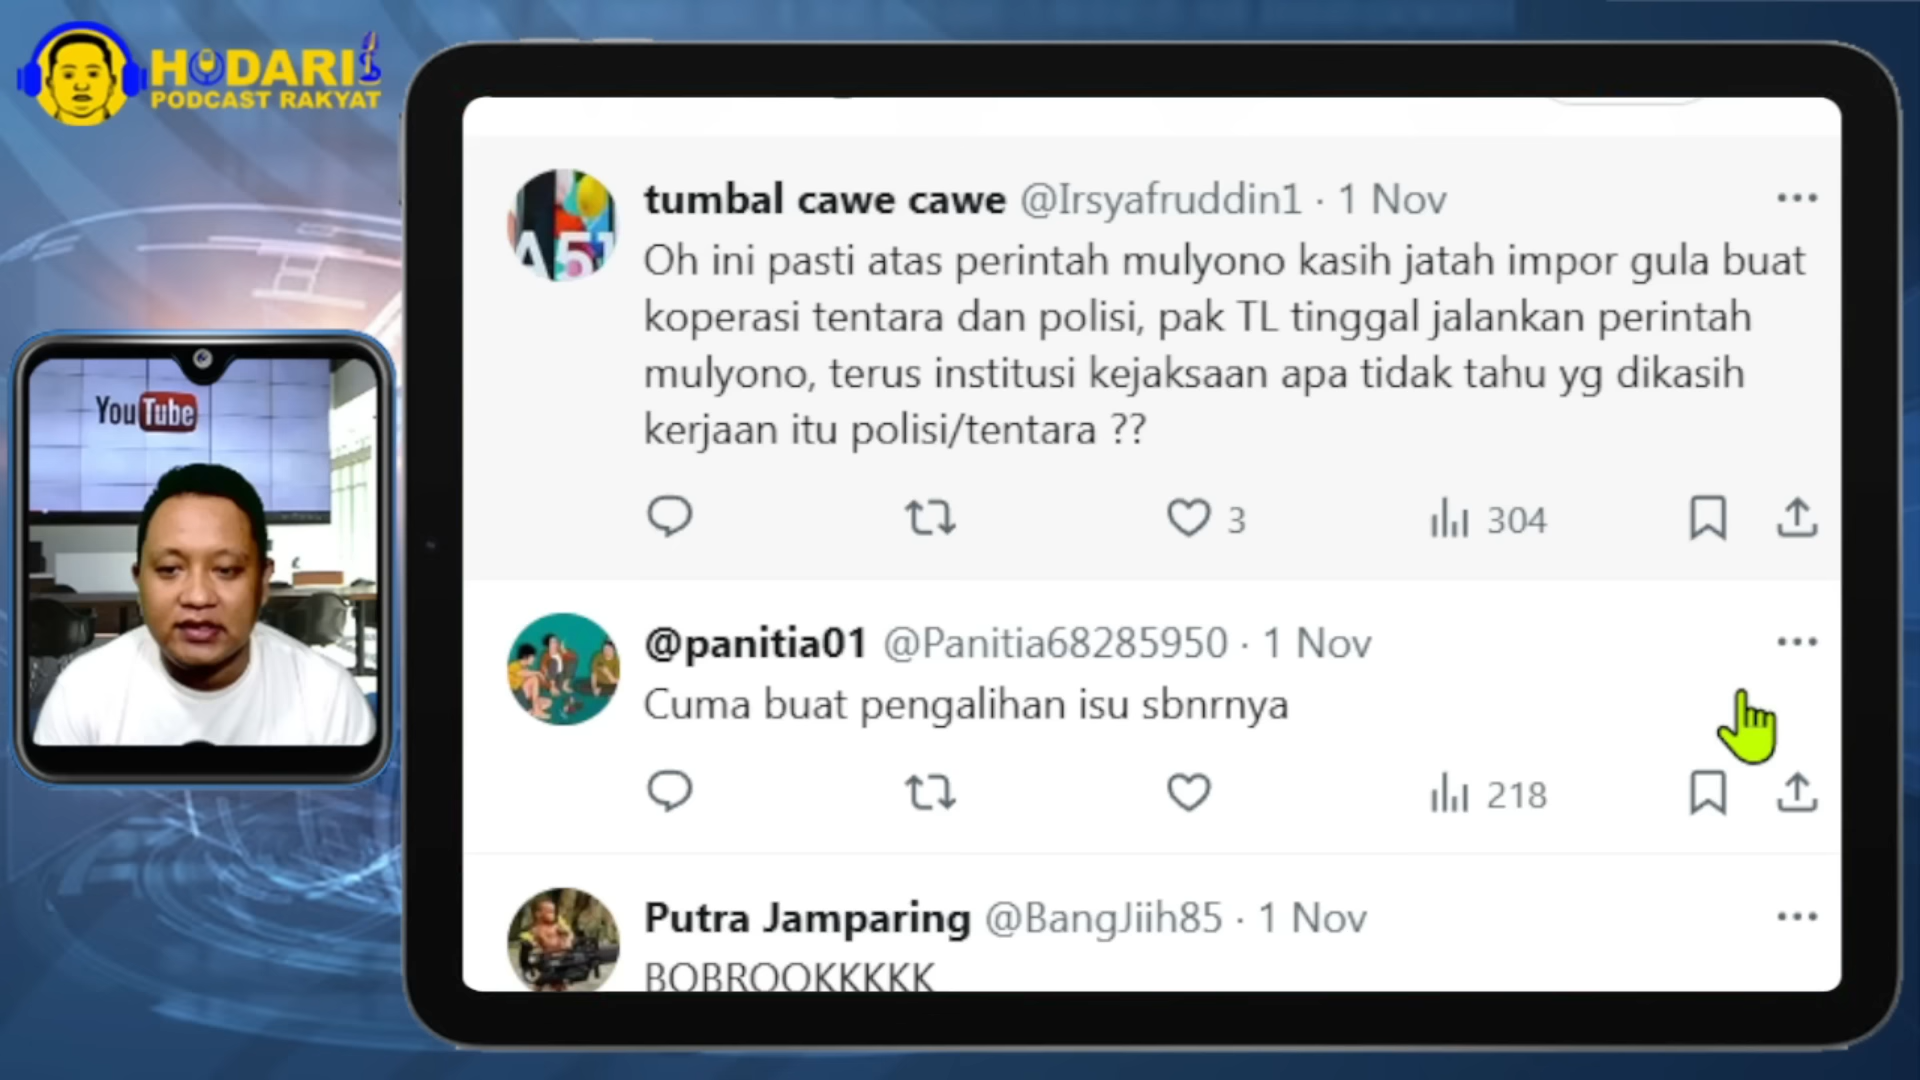 HODARI
PODCAST RAKYAT
YouTube
tumbal cawe cawe @Irsyafruddin1 · 1 Nov
Oh ini pasti atas perintah mulyono kasih jatah impor gula buat
koperasi tentara dan polisi, pak TL tinggal jalankan perintah
mulyono, terus institusi kejaksaan apa tidak tahu yg dikasih
kerjaan itu polisi/tentara ??
3
304
@panitia01 @Panitia68285950 · 1 Nov
Cuma buat pengalihan isu sbnrnya
218
Putra Jamparing @BangJiih85 · 1 Nov
BOBROOKKKKK